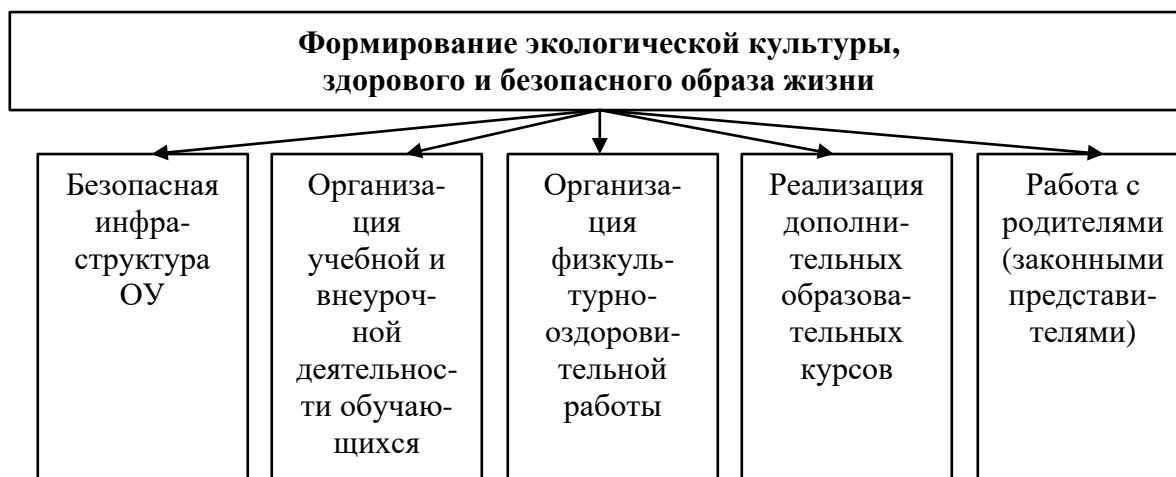 Формирование экологической культуры,
здорового и безопасного образа жизни
Безопасная
инфра-
структура
ОУ
Организа-
ция
учебной и
внеуроч-
ной
деятельнос-
ти обучаю-
щихся
Организа-
ция
физкуль-
турно-
оздорови-
тельной
работы
Реализация
дополни-
тельных
образова-
тельных
курсов
Работа с
родителями
(законными
представи-
телями)